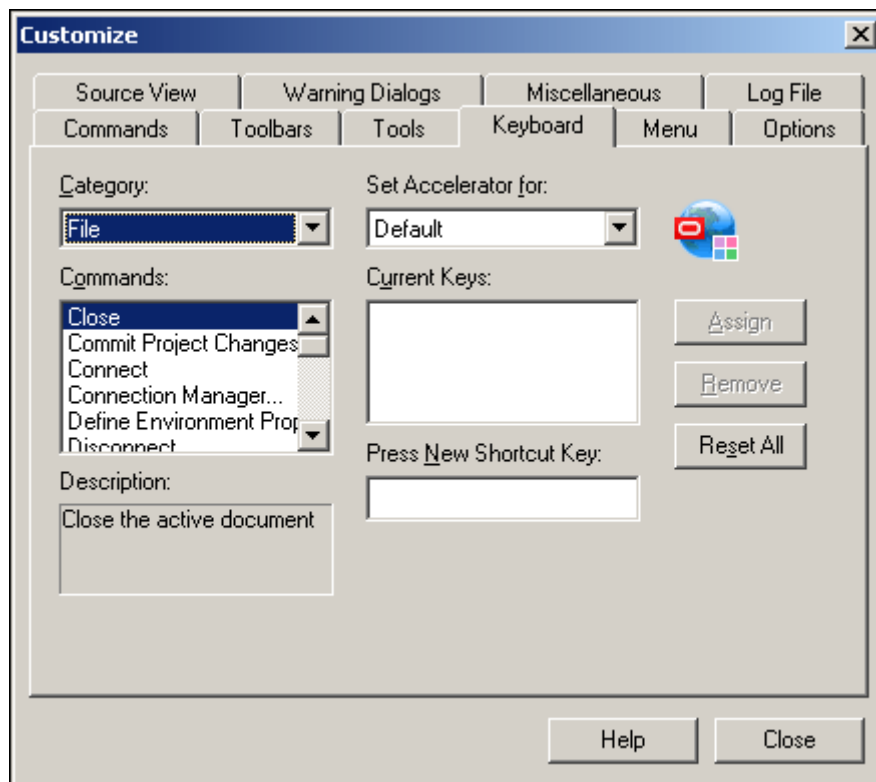 Customize
Source View Warning Dialogs Miscellaneous Log File
Commands Toolbars Tools Keyboard Menu Options
Category: Set Accelerator for:
File Default
Commands: Current Keys:
Close
Commit Project Changes
Connect
Connection Manager...
Define Environment Prop
Disconnect
Assign
Remove
Reset All
Press New Shortcut Key:
Description:
Close the active document
Help Close